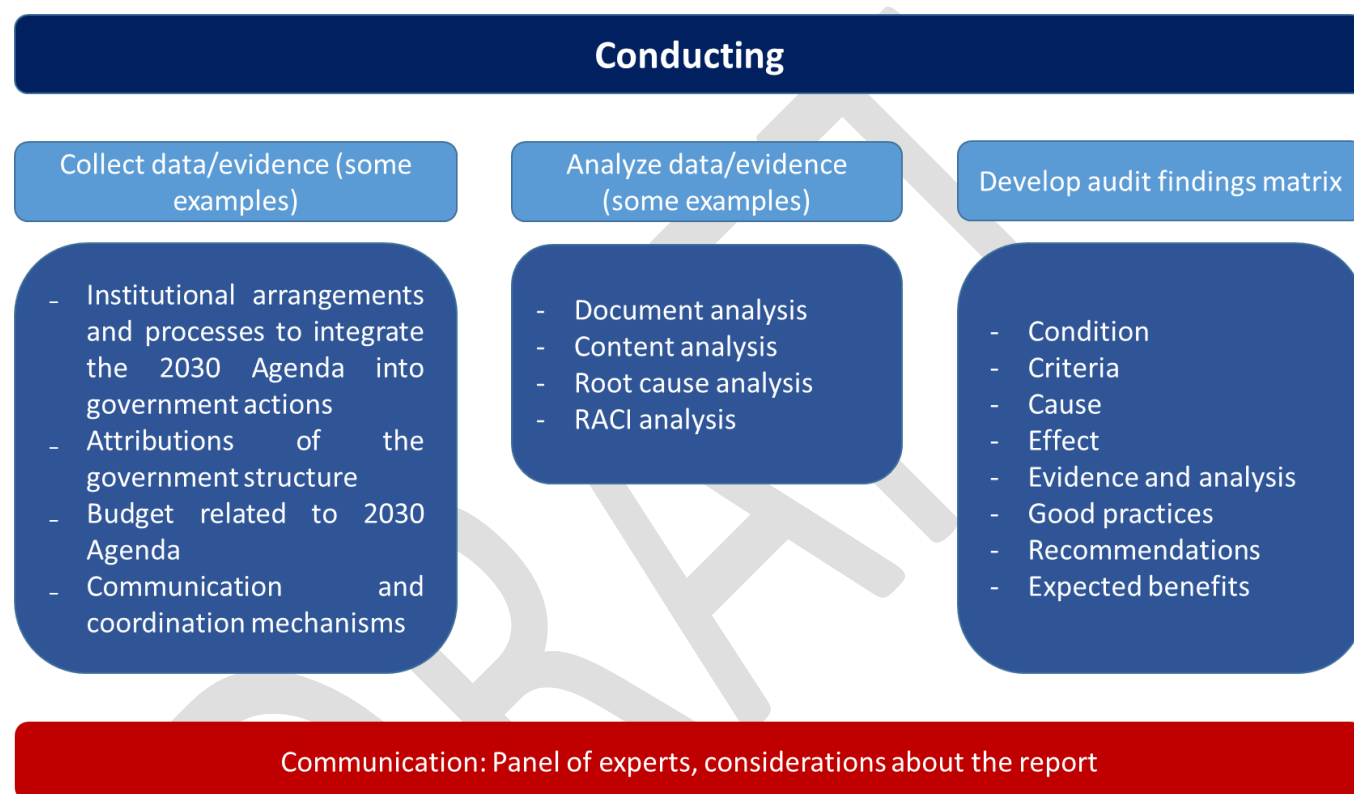 Conducting
Collect data/evidence (some
examples)
- Institutional arrangements
and processes to integrate
the 2030 Agenda into
government actions
- Attributions of the
government structure
- Budget related to 2030
Agenda
- Communication and
coordination mechanisms
Analyze data/evidence
(some examples)
- Document analysis
- Content analysis
- Root cause analysis
- RACI analysis
Develop audit findings matrix
- Condition
- Criteria
- Cause
- Effect
- Evidence and analysis
- Good practices
- Recommendations
- Expected benefits
Communication: Panel of experts, considerations about the report
DRAFT